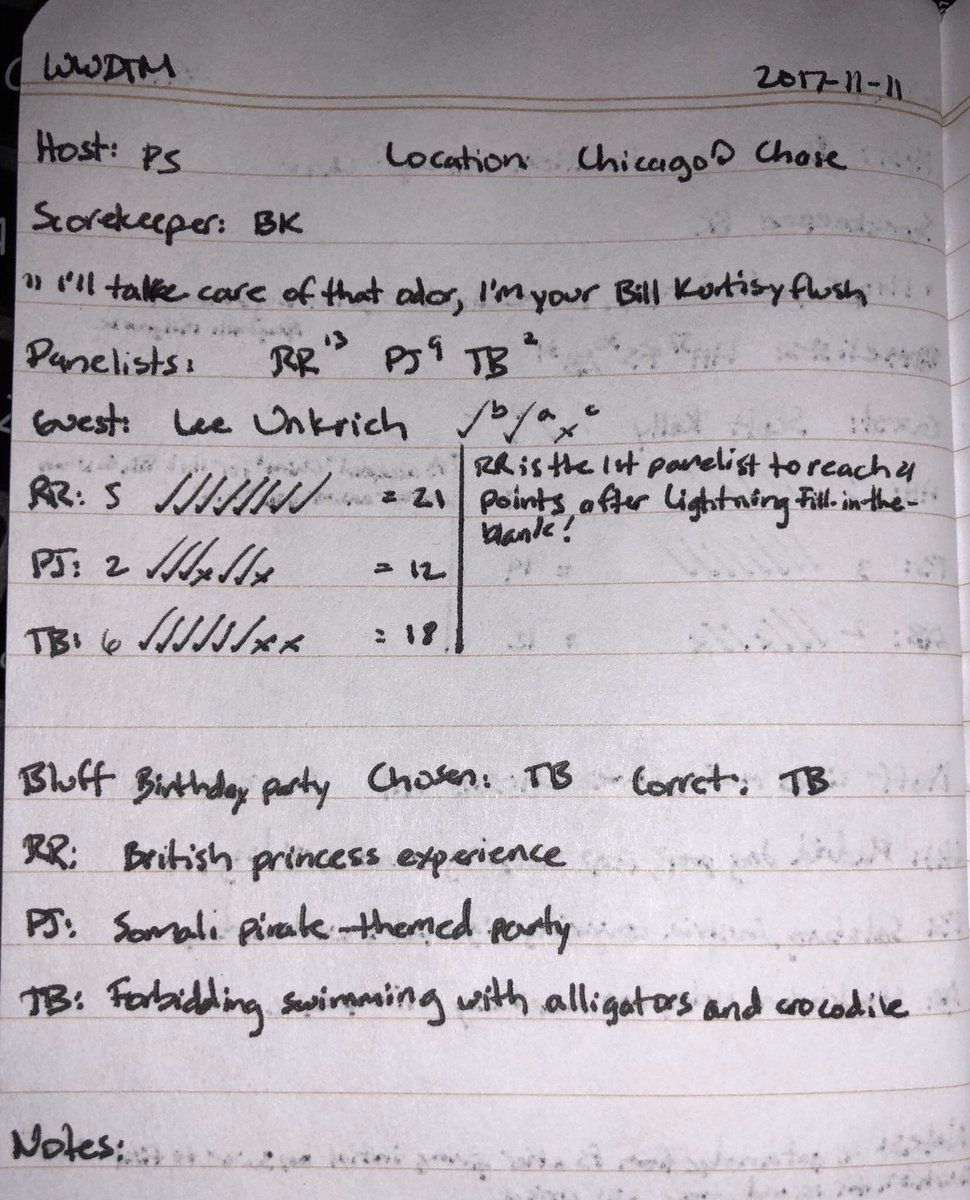 WWDTM 2017-11-11
Host: PS Location: Chicago Chase
Scorekeeper: BK
"I'll take care of that odor, I'm your Bill Kurtisy flush
Panelists: RR 13 PJ 9 TB 2
Guest: Lee Unkrich ✓b ✓a ×c
RR is the 1st panelist to reach 21
RR: 5 ✓✓✓✓✓✓✓✓ = 21
points after Lightning Fill-in-the-
blank!
PJ: 2 ✓✓✓×✓✓× = 12
TB: 6 ✓✓✓✓✓✓×× = 18
Bluff Birthday party Chosen: TB Corret: TB
RR: British princess experience
PJ: Somali pirate-themed party
TB: Forbidding swimming with alligators and crocodile
Notes: